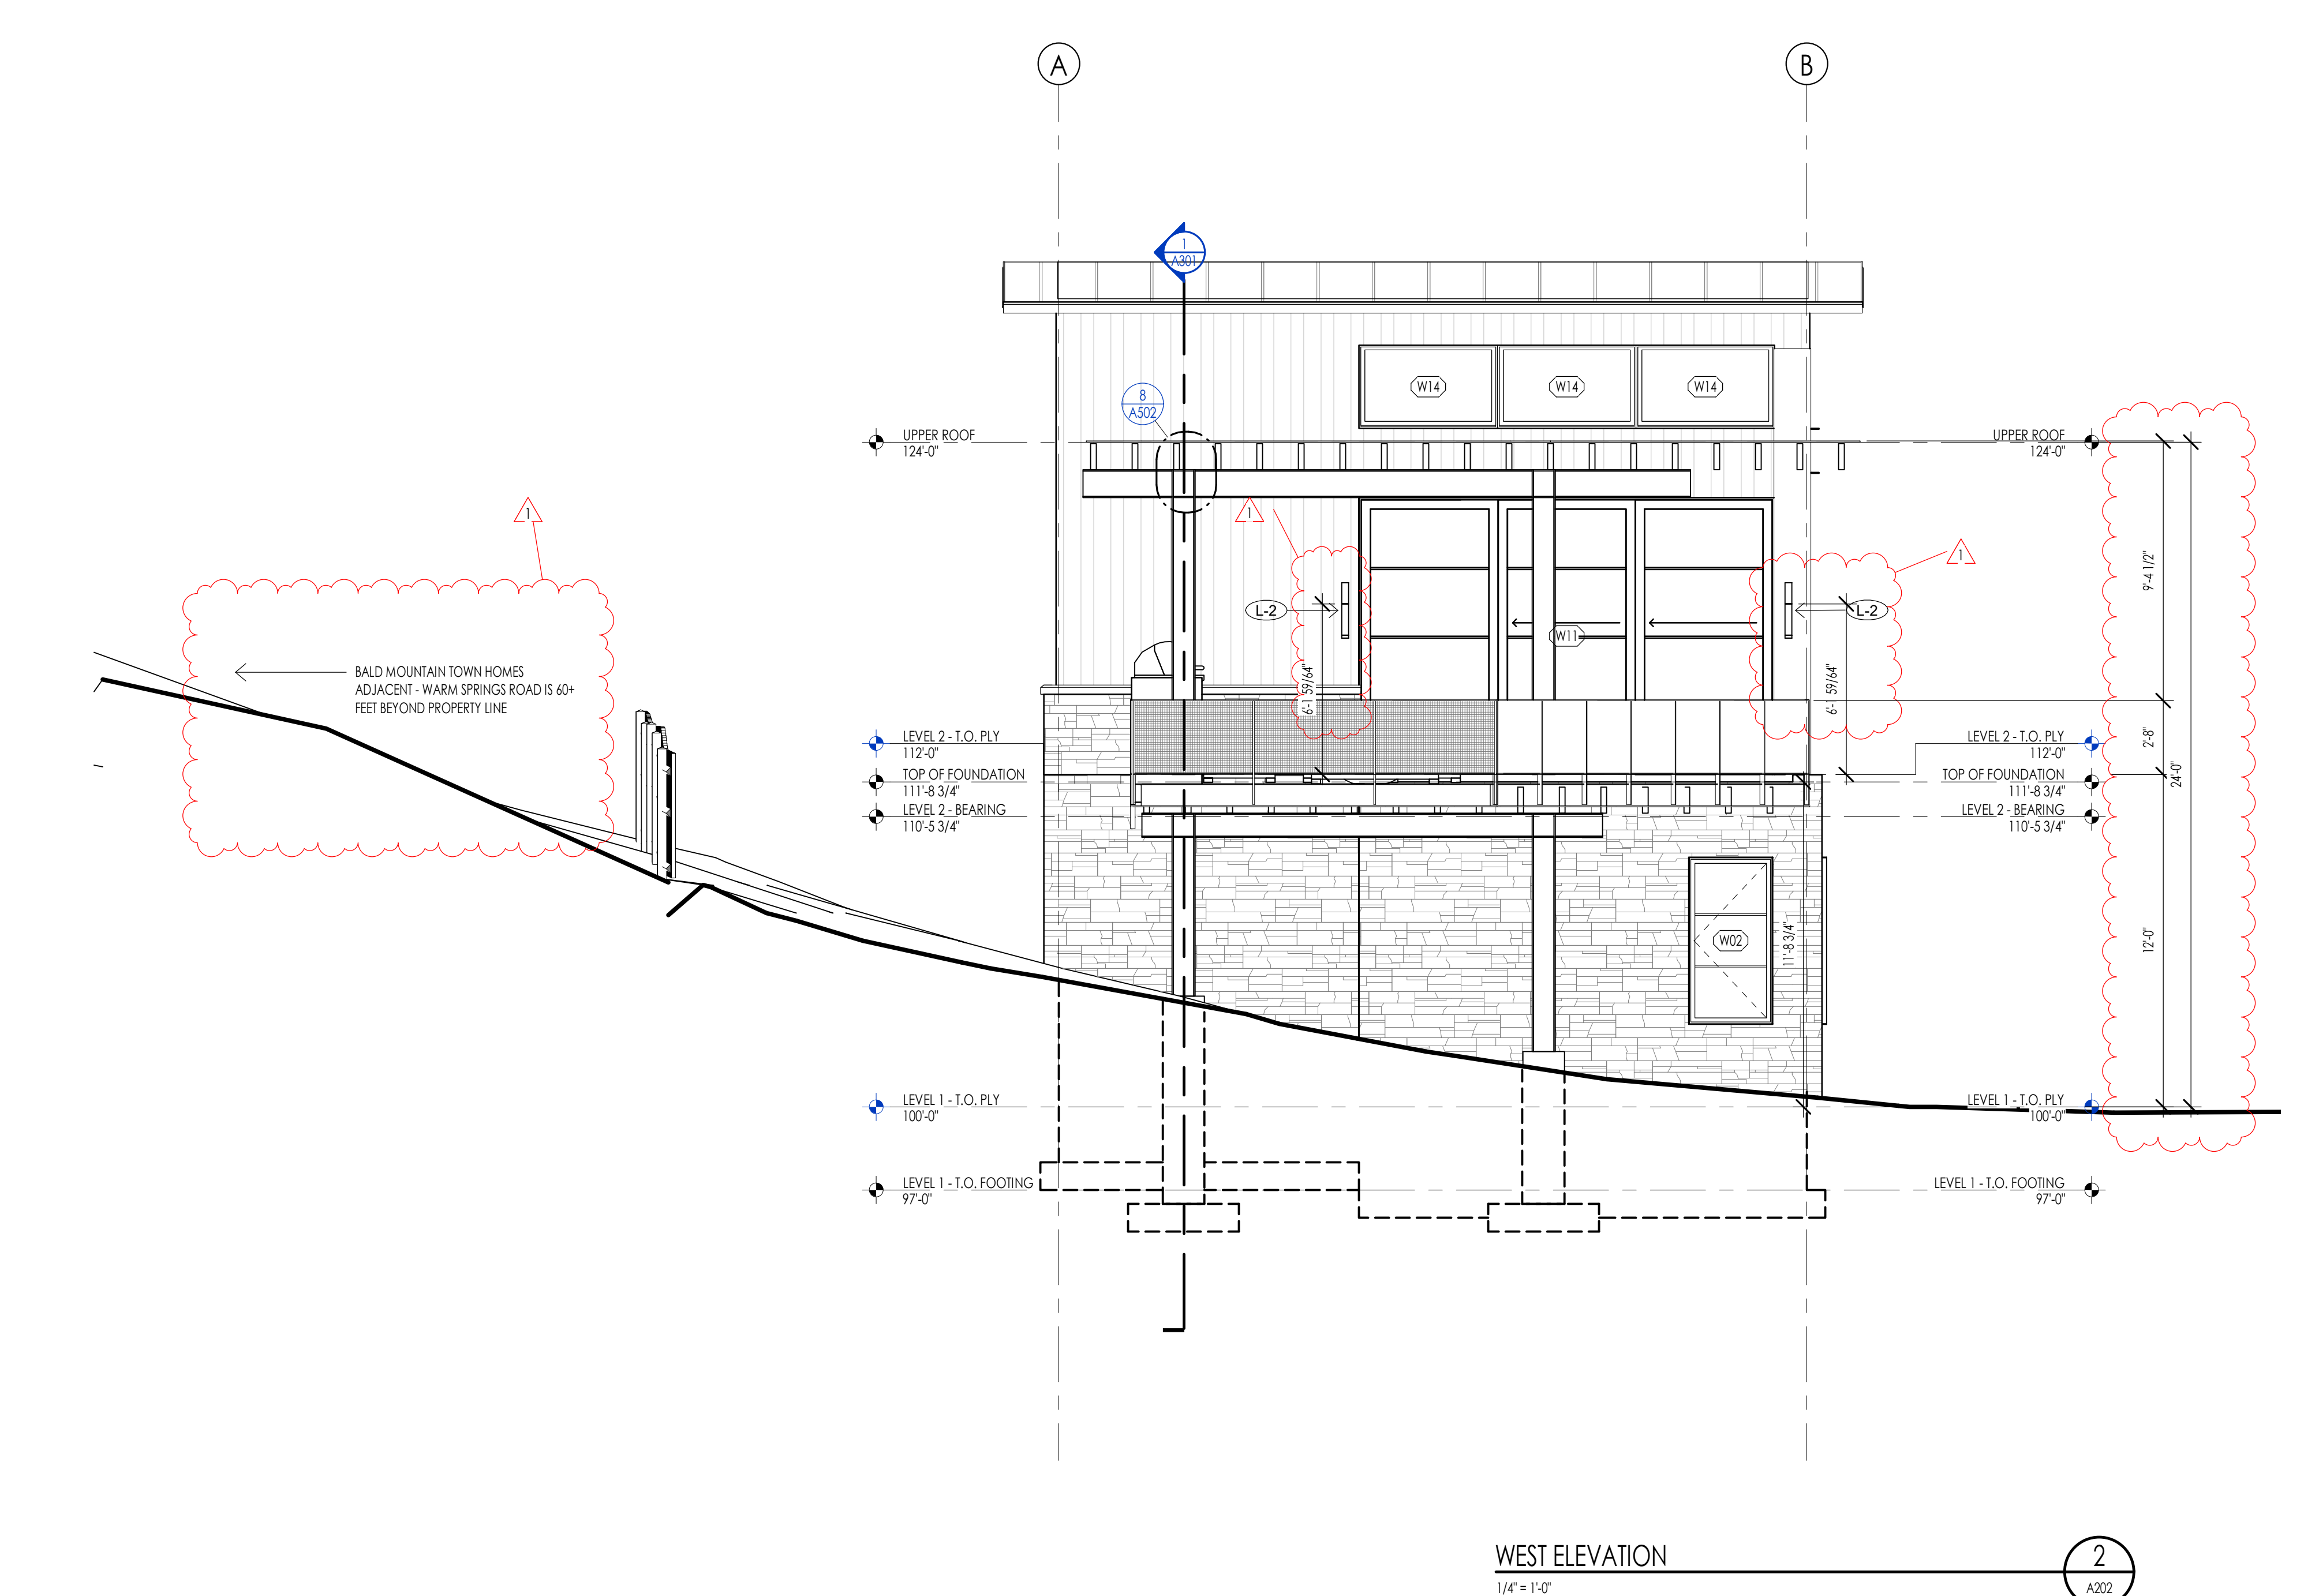 A
B
1
A301
W14
W14
W14
8
A502
UPPER ROOF
124'-0"
UPPER ROOF
124'-0"
1
1
1
9'-4 1/2"
L-2
L-2
W11
6'-1 59/64"
6'-1 59/64"
BALD MOUNTAIN TOWN HOMES
ADJACENT - WARM SPRINGS ROAD IS 60+
FEET BEYOND PROPERTY LINE
LEVEL 2 - T.O. PLY
112'-0"
LEVEL 2 - T.O. PLY
112'-0"
2'-8"
24'-0"
TOP OF FOUNDATION
111'-8 3/4"
TOP OF FOUNDATION
111'-8 3/4"
LEVEL 2 - BEARING
110'-5 3/4"
LEVEL 2 - BEARING
110'-5 3/4"
W02
11'-8 3/4"
12'-0"
LEVEL 1 - T.O. PLY
100'-0"
LEVEL 1 - T.O. PLY
100'-0"
LEVEL 1 - T.O. FOOTING
97'-0"
LEVEL 1 - T.O. FOOTING
97'-0"
WEST ELEVATION
1/4" = 1'-0"
2
A202